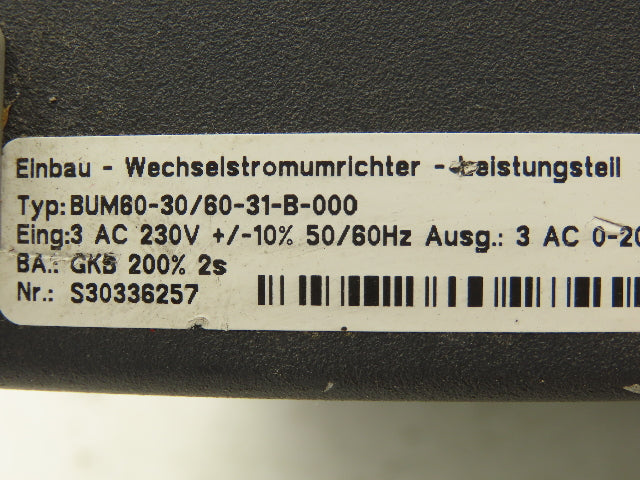 Einbau - Wechselstromumrichter - Leistungsteil
Typ:BUM60-30/60-31-B-000
Eing:3 AC 230V +/-10% 50/60Hz Ausg.: 3 AC 0-20
BA.: GKB 200% 2s
Nr.: S30336257